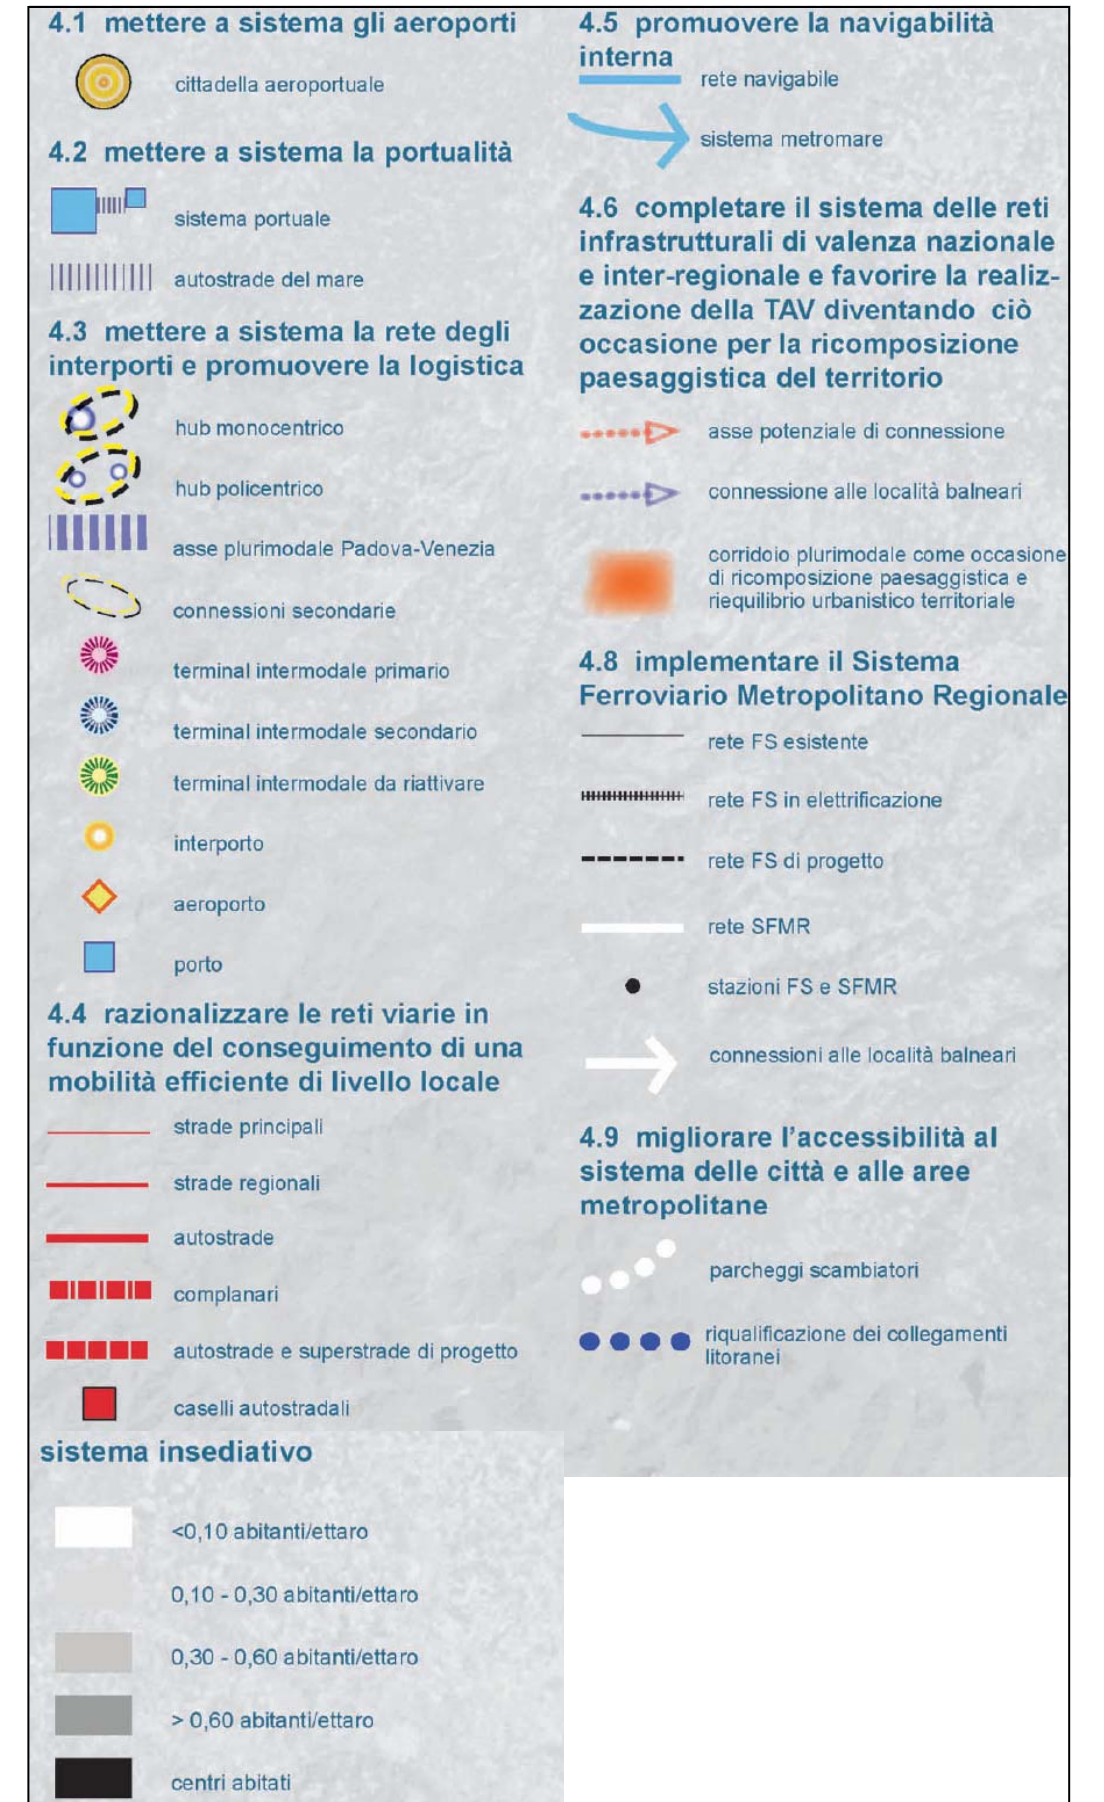 4.1 mettere a sistema gli aeroporti
cittadella aeroportuale
4.2 mettere a sistema la portualità
sistema portuale
autostrade del mare
4.3 mettere a sistema la rete degli
interporti e promuovere la logistica
hub monocentrico
hub policentrico
asse plurimodale Padova-Venezia
connessioni secondarie
terminal intermodale primario
terminal intermodale secondario
terminal intermodale da riattivare
interporto
aeroporto
porto
4.4 razionalizzare le reti viarie in
funzione del conseguimento di una
mobilità efficiente di livello locale
strade principali
strade regionali
autostrade
complanari
autostrade e superstrade di progetto
caselli autostradali
sistema insediativo
<0,10 abitanti/ettaro
0,10 - 0,30 abitanti/ettaro
0,30 - 0,60 abitanti/ettaro
> 0,60 abitanti/ettaro
centri abitati
4.5 promuovere la navigabilità
interna
rete navigabile
sistema metromare
4.6 completare il sistema delle reti
infrastrutturali di valenza nazionale
e inter-regionale e favorire la realiz-
zazione della TAV diventando ciò
occasione per la ricomposizione
paesaggistica del territorio
asse potenziale di connessione
connessione alle località balneari
corridoio plurimodale come occasione
di ricomposizione paesaggistica e
riequilibrio urbanistico territoriale
4.8 implementare il Sistema
Ferroviario Metropolitano Regionale
rete FS esistente
rete FS in elettrificazione
rete FS di progetto
rete SFMR
stazioni FS e SFMR
connessioni alle località balneari
4.9 migliorare l'accessibilità al
sistema delle città e alle aree
metropolitane
parcheggi scambiatori
riqualificazione dei collegamenti
litoranei